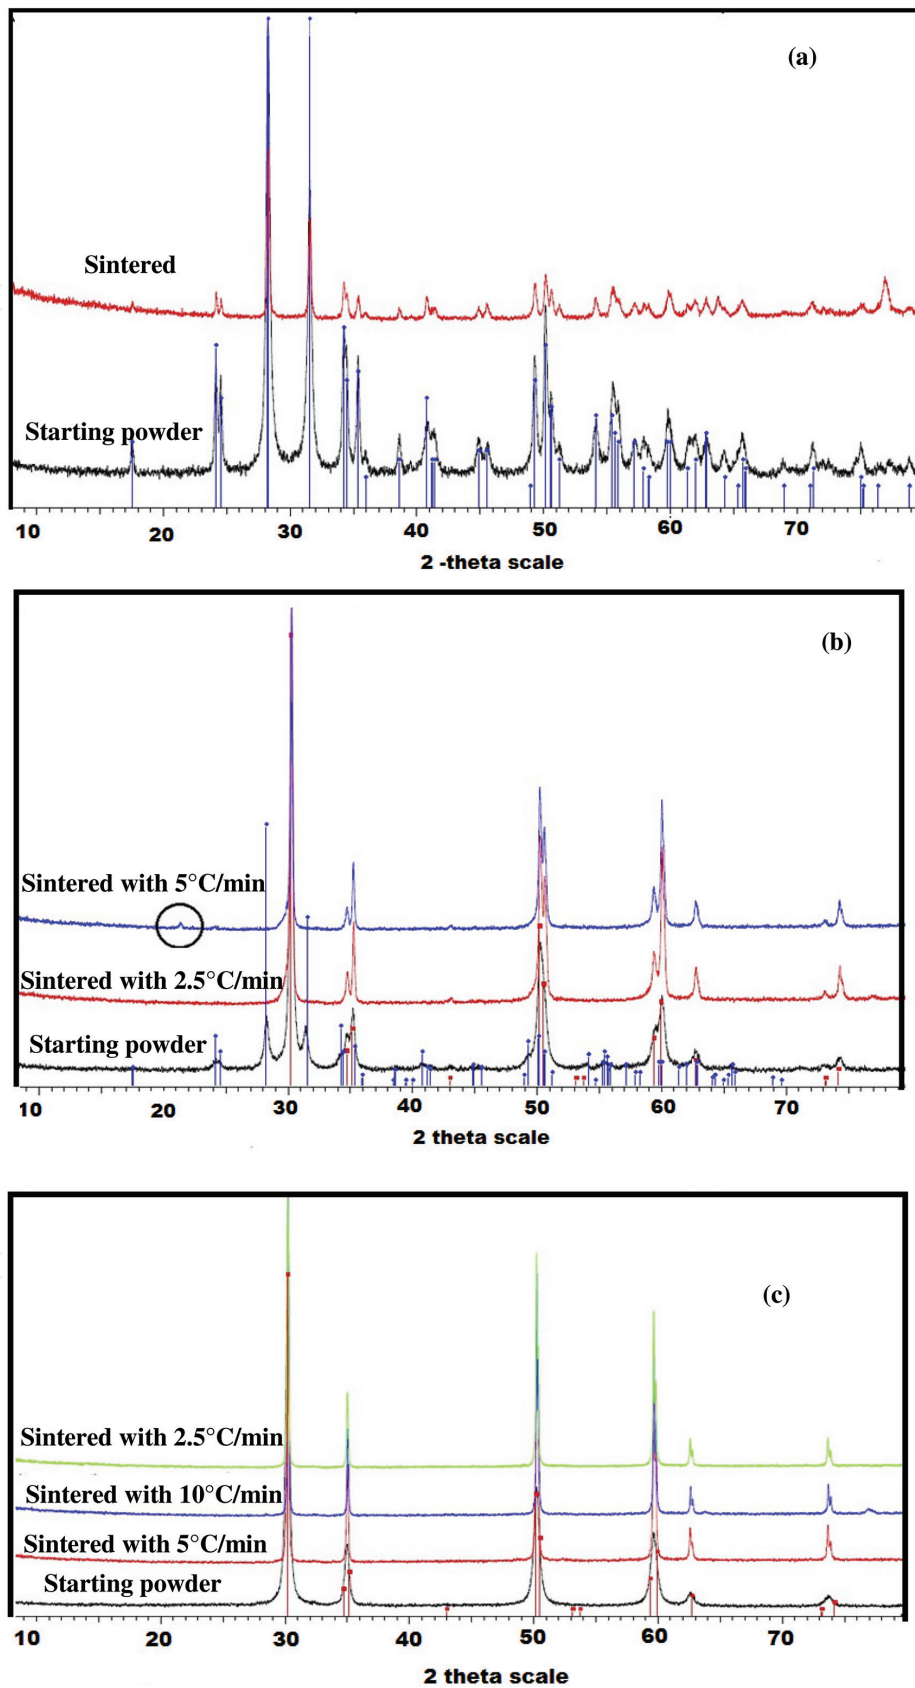 (a)
Sintered
Starting powder
10 20 30 40 50 60 70
2 -theta scale
(b)
Sintered with 5°C/min
Sintered with 2.5°C/min
Starting powder
10 20 30 40 50 60 70
2 theta scale
(c)
Sintered with 2.5°C/min
Sintered with 10°C/min
Sintered with 5°C/min
Starting powder
10 20 30 40 50 60 70
2 theta scale